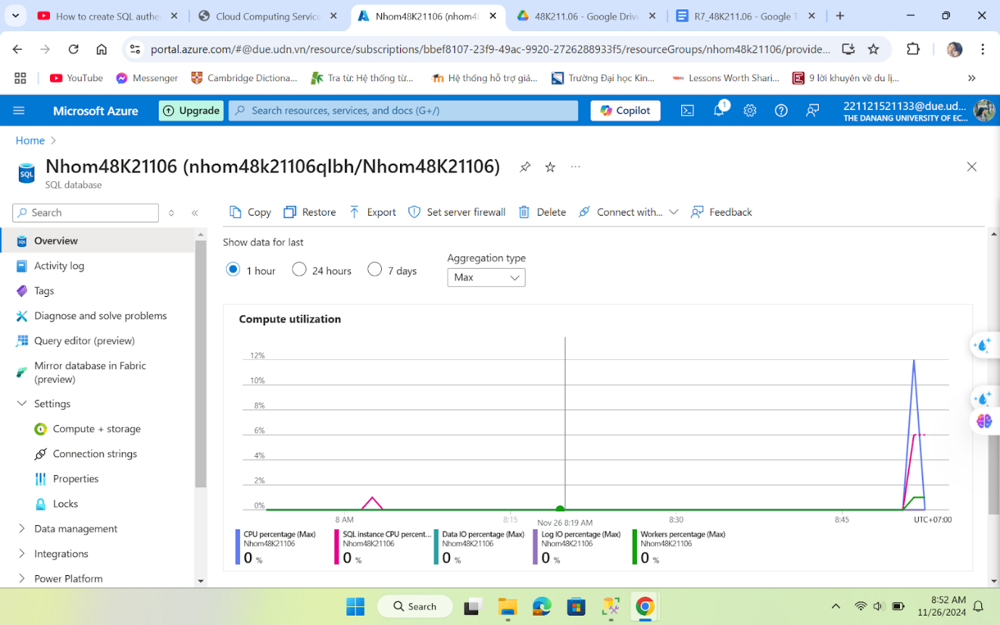 How to create SQL authe
Cloud Computing Service
Nhom48K21106 (nhom48
48K211.06 - Google Drive
R7_48K211.06 - Google T
portal.azure.com/#@due.udn.vn/resource/subscriptions/bbef8107-23f9-49ac-9920-2726288933f5/resourceGroups/nhom48k21106/provide...
YouTube
Messenger
Cambridge Dictiona...
Tra từ: Hệ thống từ...
Hệ thống hỗ trợ giả...
Trường Đại học Kin...
Lessons Worth Shari...
9 lời khuyên về du lị...
Microsoft Azure
Upgrade
Search resources, services, and docs (G+/)
Copilot
1
221121521133@due.ud...
THE DANANG UNIVERSITY OF EC...
Home
Nhom48K21106 (nhom48k21106qlbh/Nhom48K21106)
SQL
SQL database
Search
Copy
Restore
Export
Set server firewall
Delete
Connect with...
Feedback
Overview
Activity log
Tags
Diagnose and solve problems
Query editor (preview)
Mirror database in Fabric
(preview)
Settings
Compute + storage
Connection strings
Properties
Locks
Data management
Integrations
Power Platform
Show data for last
1 hour
24 hours
7 days
Aggregation type
Max
Compute utilization
12%
10%
8%
6%
4%
2%
0%
8 AM
8:15
Nov 26 8:19 AM
8:30
8:45
UTC+07:00
CPU percentage (Max)
Nhom48K21106
0 %
SQL instance CPU percent...
Nhom48K21106
0 %
Data IO percentage (Max)
Nhom48K21106
0 %
Log IO percentage (Max)
Nhom48K21106
0 %
Workers percentage (Max)
Nhom48K21106
0 %
Search
8:52 AM
11/26/2024